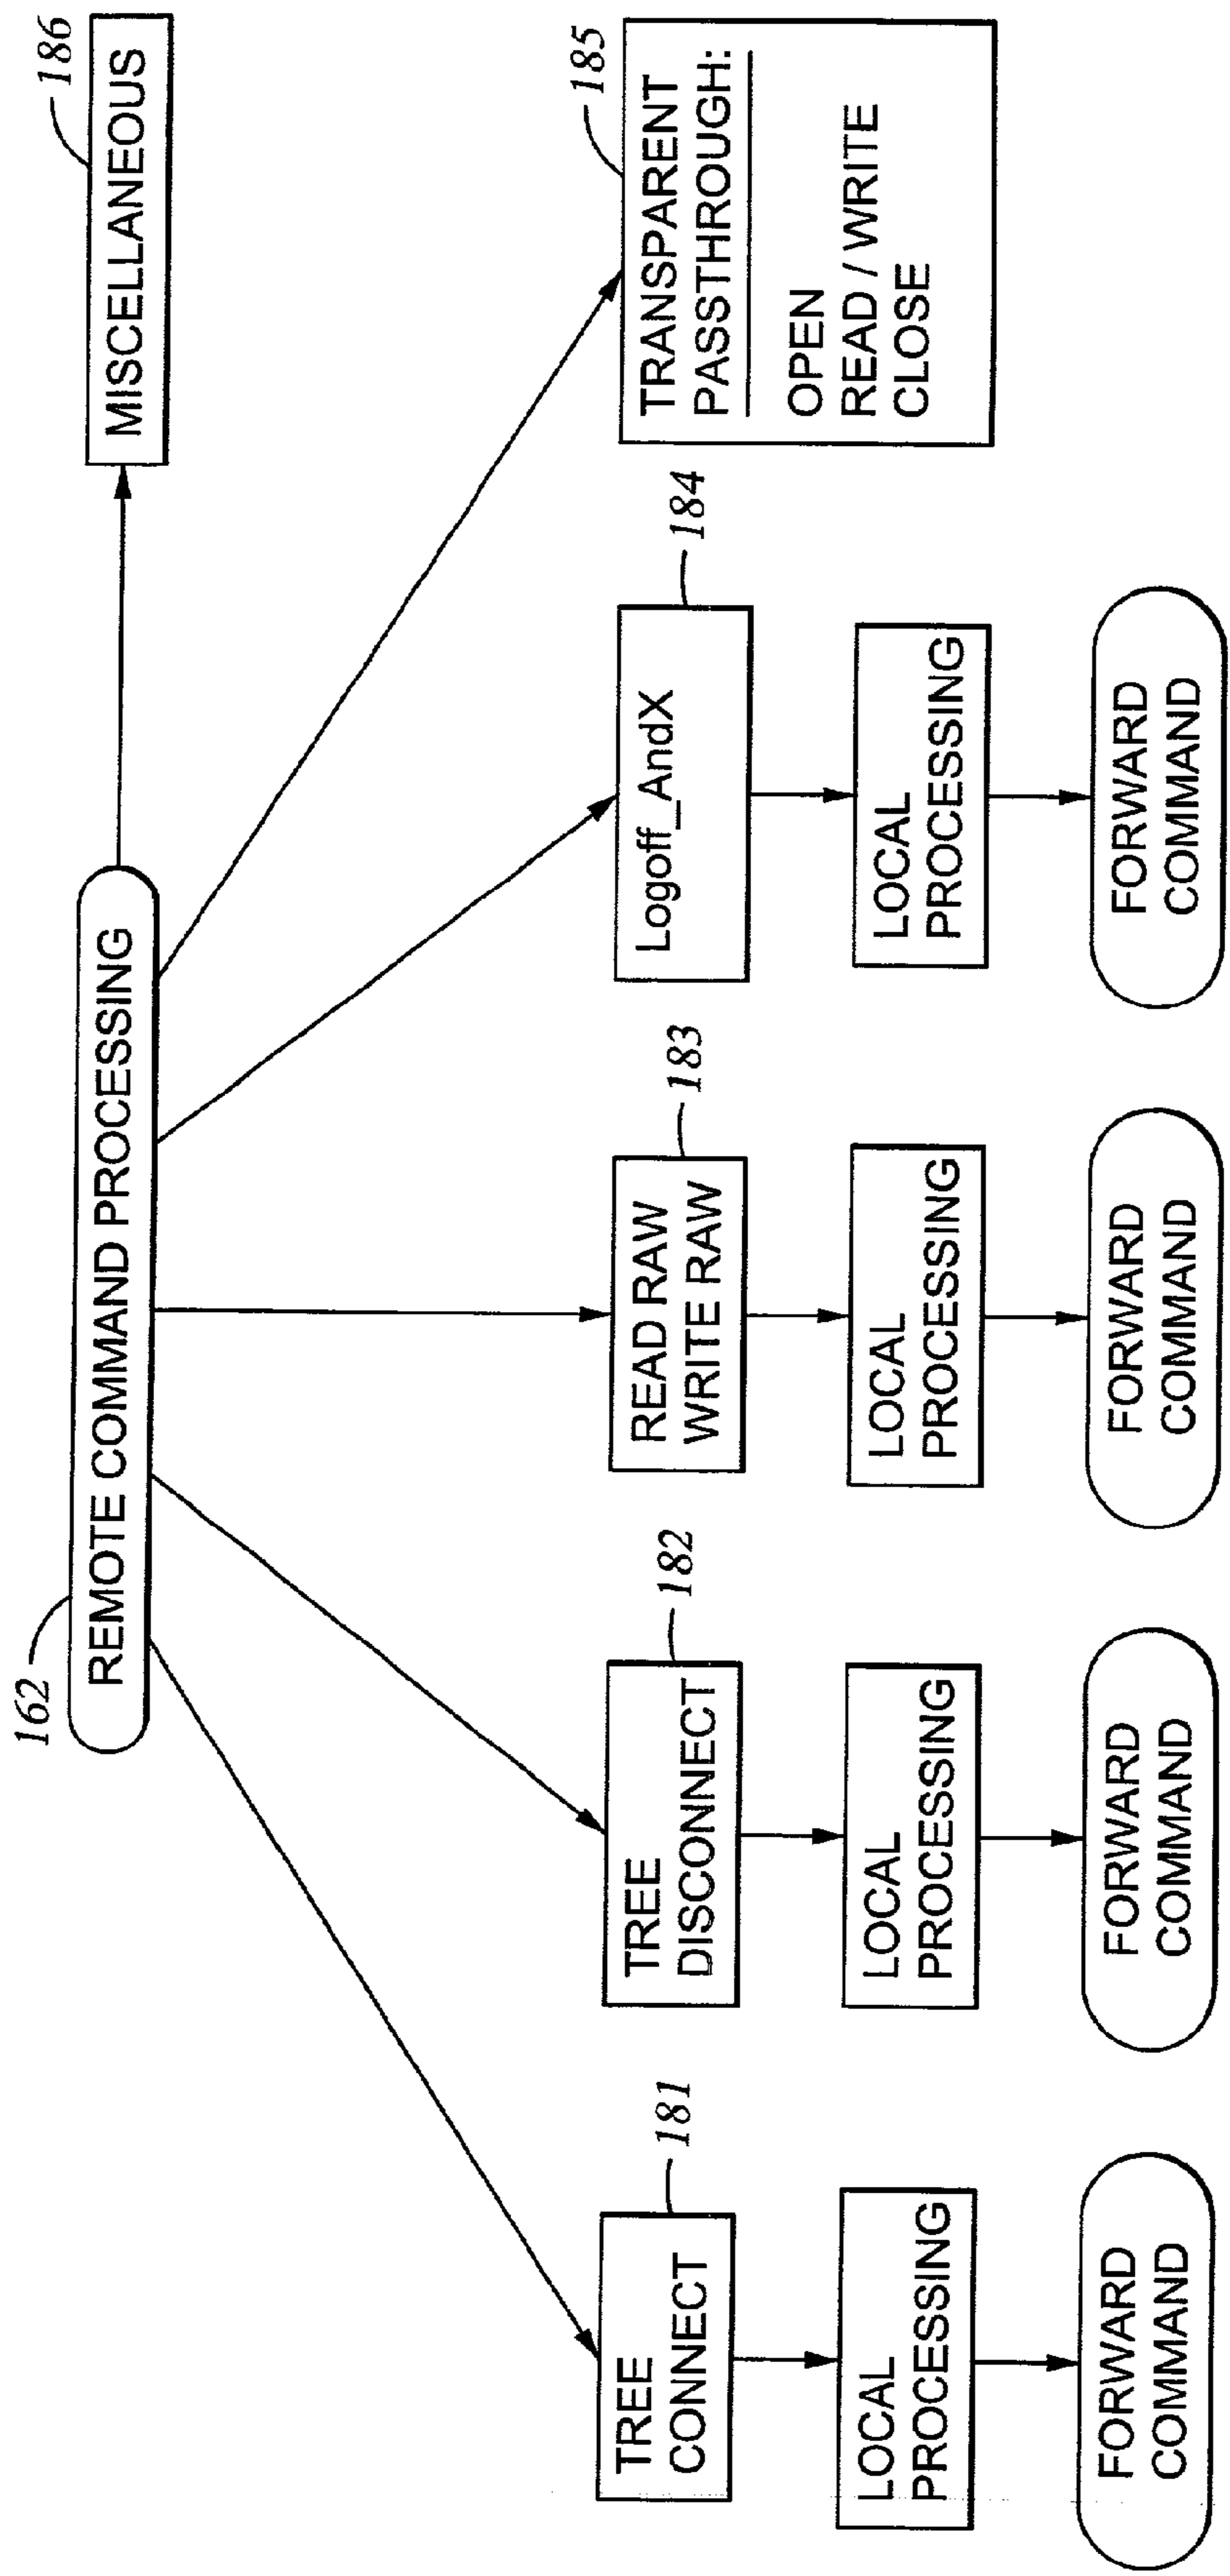 162
REMOTE COMMAND PROCESSING
MISCELLANEOUS
186
TREE
CONNECT
181
LOCAL
PROCESSING
FORWARD
COMMAND
TREE
DISCONNECT
182
LOCAL
PROCESSING
FORWARD
COMMAND
READ RAW
WRITE RAW
183
LOCAL
PROCESSING
FORWARD
COMMAND
Logoff_AndX
184
LOCAL
PROCESSING
FORWARD
COMMAND
185
TRANSPARENT
PASSTHROUGH:
OPEN
READ / WRITE
CLOSE